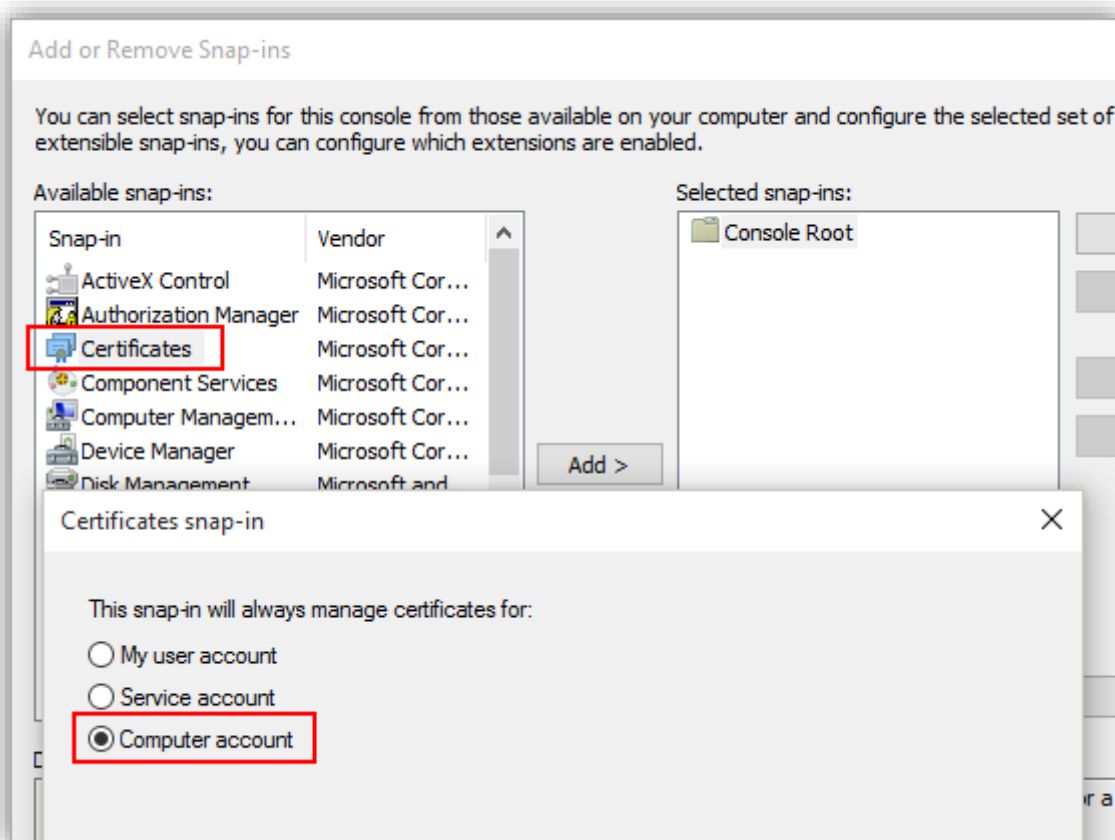 Add or Remove Snap-ins
You can select snap-ins for this console from those available on your computer and configure the selected set of
extensible snap-ins, you can configure which extensions are enabled.
Available snap-ins:
Selected snap-ins:
Snap-in Vendor
Console Root
ActiveX Control Microsoft Cor...
Authorization Manager Microsoft Cor...
Certificates Microsoft Cor...
Component Services Microsoft Cor...
Computer Managem... Microsoft Cor...
Device Manager Microsoft Cor...
Add >
Disk Management Microsoft and
Certificates snap-in
This snap-in will always manage certificates for:
My user account
Service account
Computer account